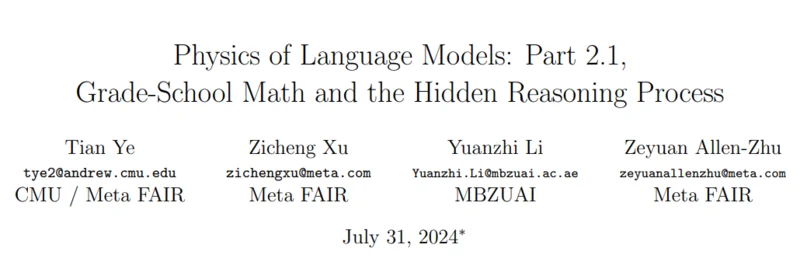 Physics of Language Models: Part 2.1,
Grade-School Math and the Hidden Reasoning Process
Tian Ye Zicheng Xu Yuanzhi Li Zeyuan Allen-Zhu
tye2@andrew.cmu.edu zichengxu@meta.com Yuanzhi.Li@mbzuai.ac.ae zeyuanallenzhu@meta.com
CMU / Meta FAIR Meta FAIR MBZUAI Meta FAIR
July 31, 2024*